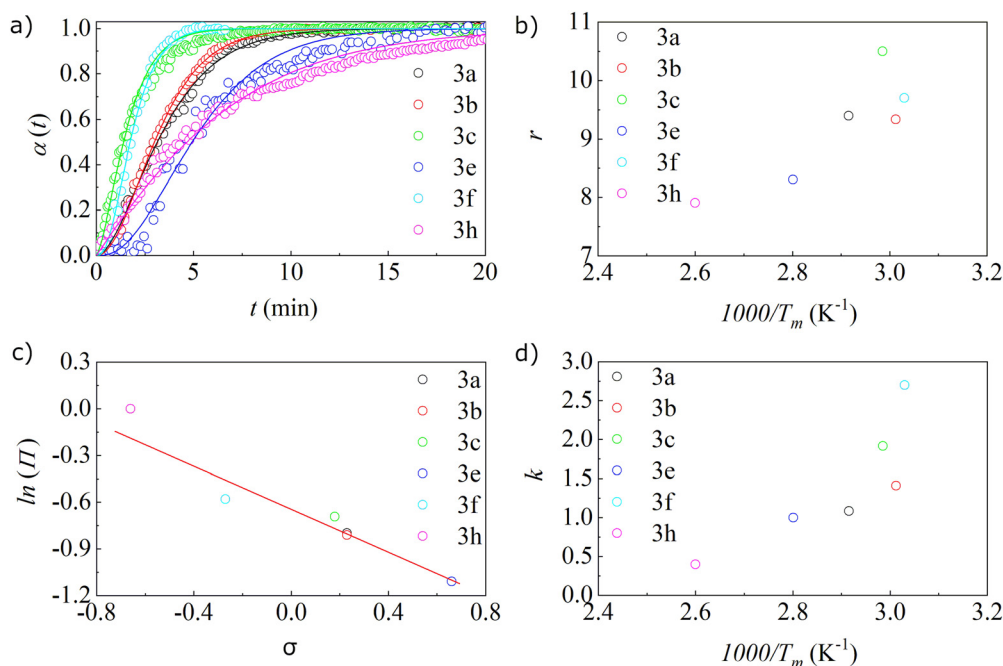 a)
α(t)
1.0
0.8
0.6
0.4
0.2
0.0
0
5
10
15
20
t (min)
3a
3b
3c
3e
3f
3h
b)
r
11
10
9
8
7
2.4
2.6
2.8
3.0
3.2
1000/Tₘ (K⁻¹)
3a
3b
3c
3e
3f
3h
c)
ln (Π)
0.3
0.0
-0.3
-0.6
-0.9
-1.2
-0.8
-0.4
0.0
0.4
0.8
σ
3a
3b
3c
3e
3f
3h
d)
k
3.0
2.5
2.0
1.5
1.0
0.5
0.0
2.4
2.6
2.8
3.0
3.2
1000/Tₘ (K⁻¹)
3a
3b
3c
3e
3f
3h